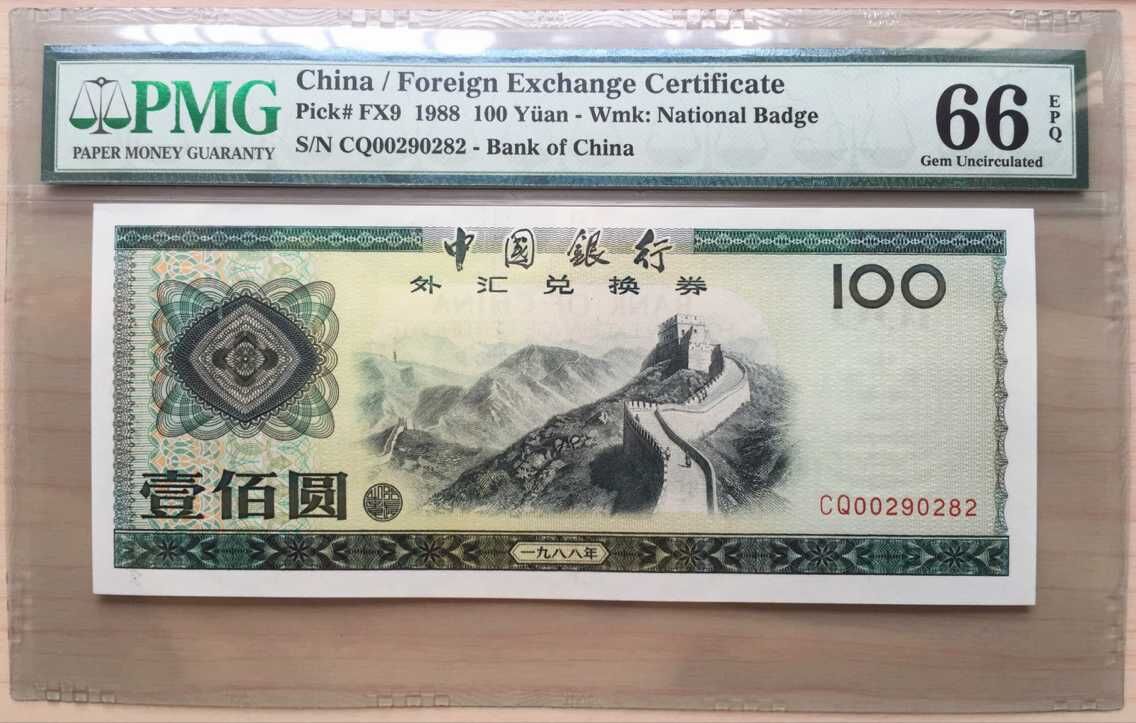 PMG
PAPER MONEY GUARANTY
China / Foreign Exchange Certificate
Pick# FX9 1988 100 Yüan - Wmk: National Badge
S/N CQ00290282 - Bank of China
66
EPQ
Gem Uncirculated
中國銀行
外汇兑换券
100
壹佰圆
CQ00290282
一九八八年